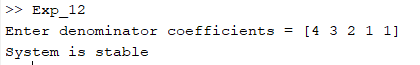 >> Exp_12
Enter denominator coefficients = [4 3 2 1 1]
System is stable